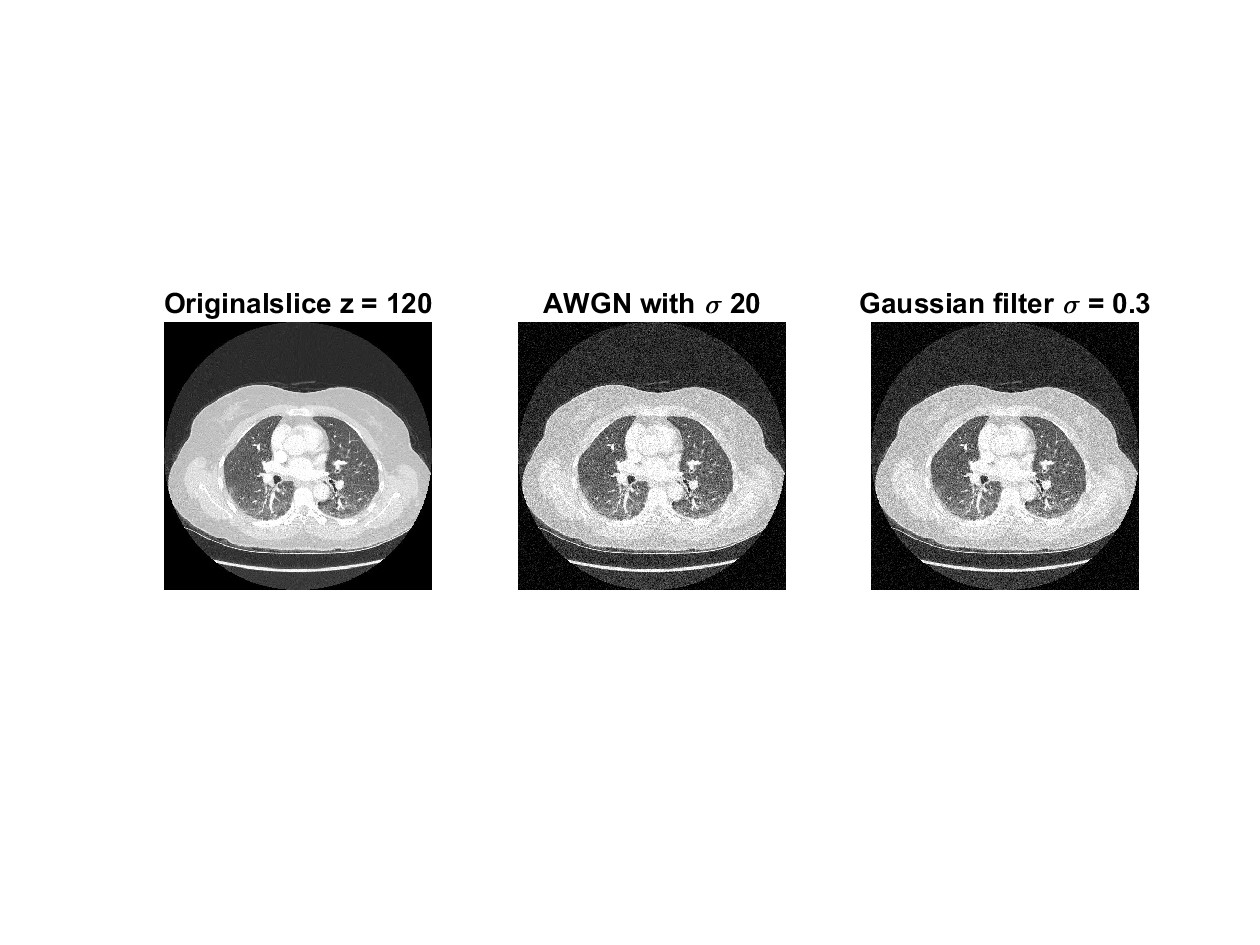 Originalslice z = 120
AWGN with σ 20
Gaussian filter σ = 0.3